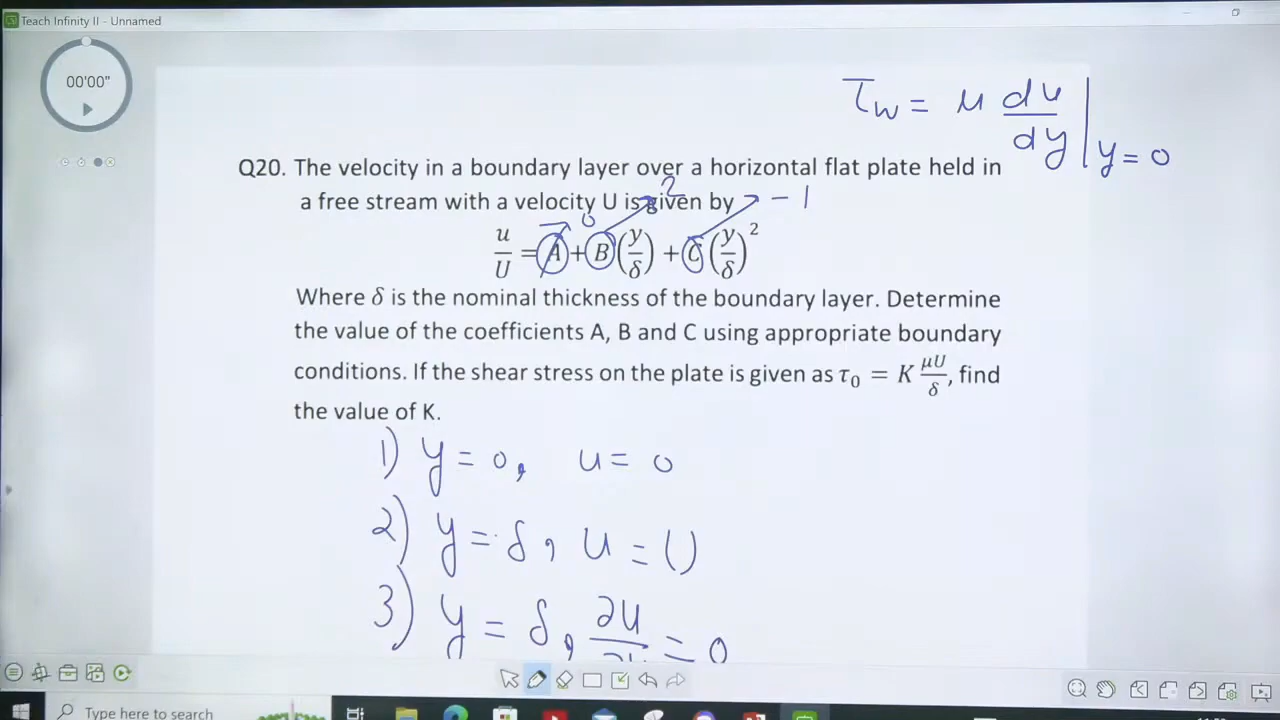 Teach Infinity II - Unnamed
00'00"
τw = μ du/dy |y = 0
Q20. The velocity in a boundary layer over a horizontal flat plate held in
a free stream with a velocity U is given by
0 2 - 1
u/U = A + B(y/δ) + C(y/δ)²
Where δ is the nominal thickness of the boundary layer. Determine
the value of the coefficients A, B and C using appropriate boundary
conditions. If the shear stress on the plate is given as τ₀ = K μU/δ, find
the value of K.
1) y = 0, u = 0
2) y = δ, u = U
3) y = δ, ∂u = 0
Type here to search